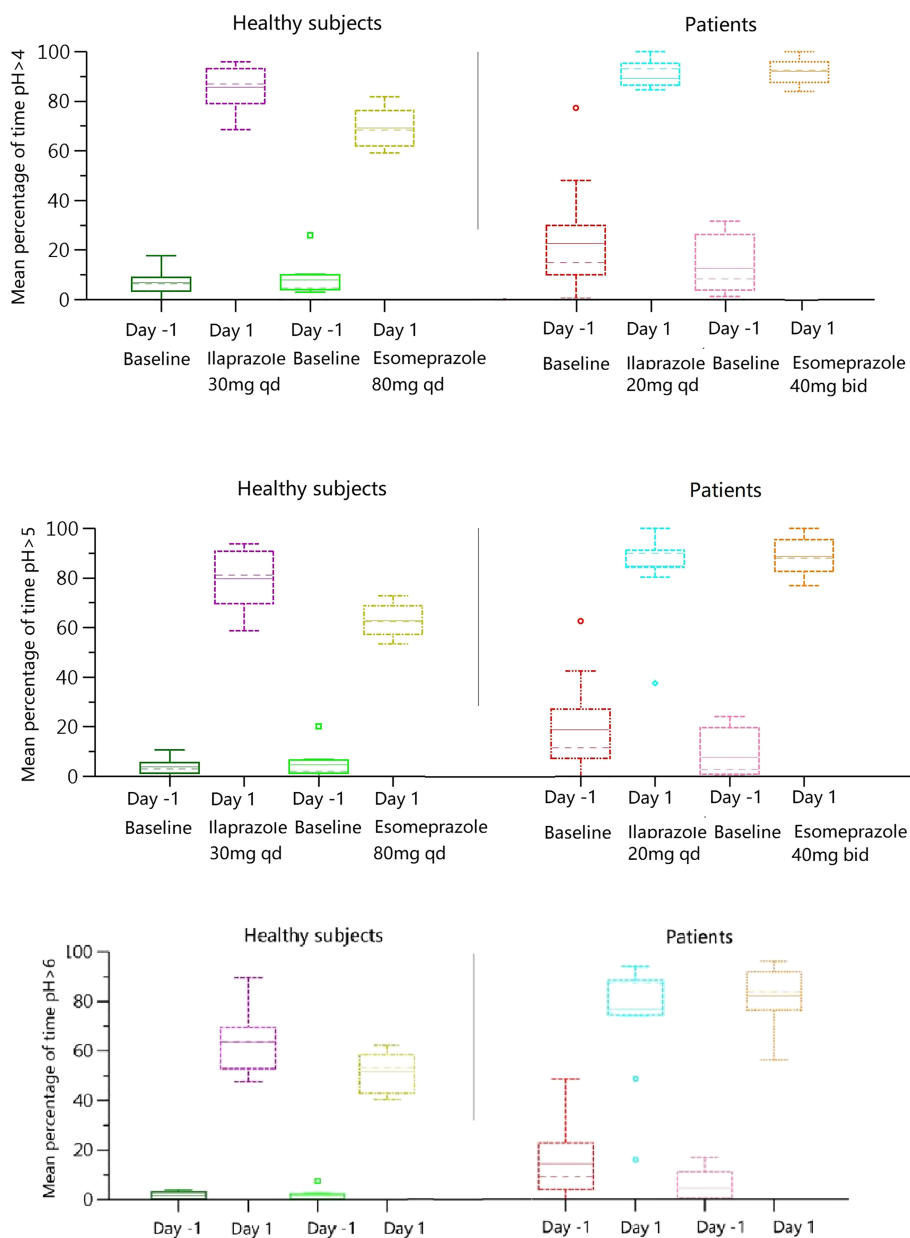 Healthy subjects Patients
Mean percentage of time pH>4
100
80
60
40
20
0
Day -1 Day 1 Day -1 Day 1 Day -1 Day 1 Day -1 Day 1
Baseline Ilaprazole Baseline Esomeprazole Baseline Ilaprazole Baseline Esomeprazole
30mg qd 80mg qd 20mg qd 40mg bid
Healthy subjects Patients
Mean percentage of time pH>5
100
80
60
40
20
0
Day -1 Day 1 Day -1 Day 1 Day -1 Day 1 Day -1 Day 1
Baseline Ilaprazole Baseline Esomeprazole Baseline Ilaprazole Baseline Esomeprazole
30mg qd 80mg qd 20mg qd 40mg bid
Healthy subjects Patients
Mean percentage of time pH>6
100
80
60
40
20
0
Day -1 Day 1 Day -1 Day 1 Day -1 Day 1 Day -1 Day 1